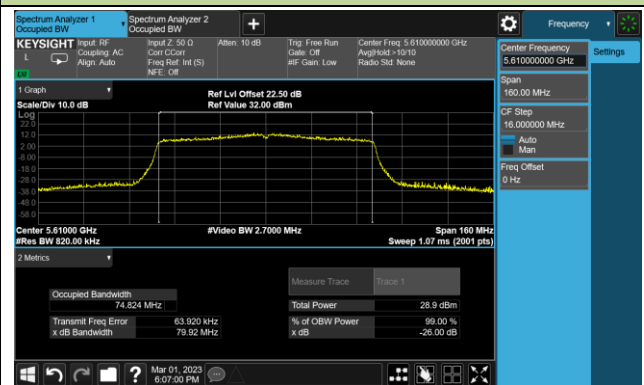 Spectrum Analyzer 1
Occupied BW
Spectrum Analyzer 2
Occupied BW
+
Frequency
KEYSIGHT
L
Input: RF
Coupling: AC
Align: Auto
Input Z: 50 Ω
Corr CCorr
Freq Ref: Int (S)
NFE: Off
Atten: 10 dB
Trig: Free Run
Gate: Off
#IF Gain: Low
Center Freq: 5.610000000 GHz
Avg|Hold:>10/10
Radio Std: None
Center Frequency
5.610000000 GHz
Settings
Span
160.00 MHz
CF Step
16.000000 MHz
Auto
Man
Freq Offset
0 Hz
1 Graph
Scale/Div 10.0 dB
Ref Lvl Offset 22.50 dB
Ref Value 32.00 dBm
Log
22.0
12.0
2.00
-8.00
-18.0
-28.0
-38.0
-48.0
-58.0
Center 5.61000 GHz
#Res BW 820.00 kHz
#Video BW 2.7000 MHz
Span 160 MHz
Sweep 1.07 ms (2001 pts)
2 Metrics
Measure Trace
Trace 1
Occupied Bandwidth
74.824 MHz
Total Power
28.9 dBm
Transmit Freq Error
63.920 kHz
% of OBW Power
99.00 %
x dB Bandwidth
79.92 MHz
x dB
-26.00 dB
?
Mar 01, 2023
6:07:00 PM